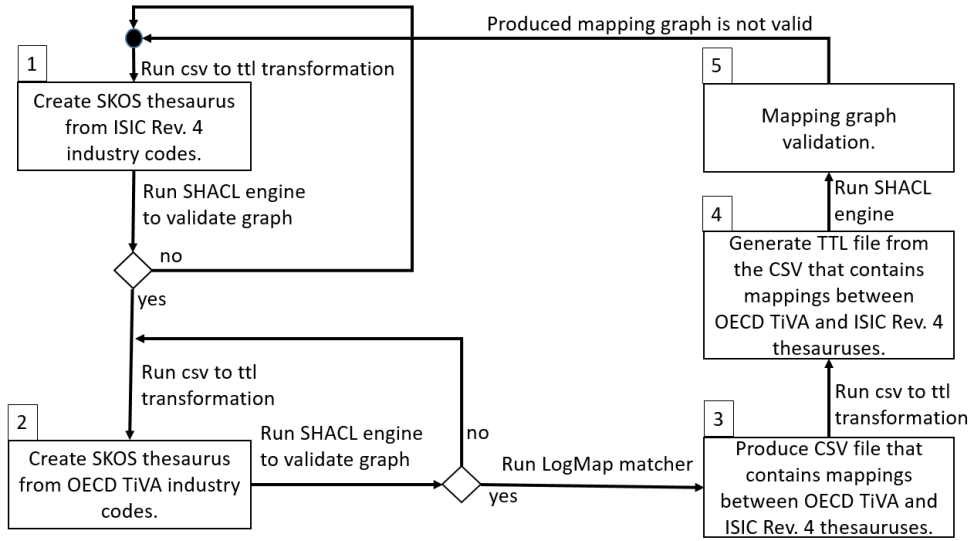 Produced mapping graph is not valid
1
Run csv to ttl transformation
Create SKOS thesaurus
from ISIC Rev. 4
industry codes.
Run SHACL engine
to validate graph
no
yes
Run csv to ttl
transformation
2
Create SKOS thesaurus
from OECD TiVA industry
codes.
Run SHACL engine
to validate graph
no
yes
Run LogMap matcher
3
Produce CSV file that
contains mappings
between OECD TiVA and
ISIC Rev. 4 thesauruses.
Run csv to ttl
transformation
4
Generate TTL file from
the CSV that contains
mappings between
OECD TiVA and ISIC Rev. 4
thesauruses.
Run SHACL
engine
5
Mapping graph
validation.